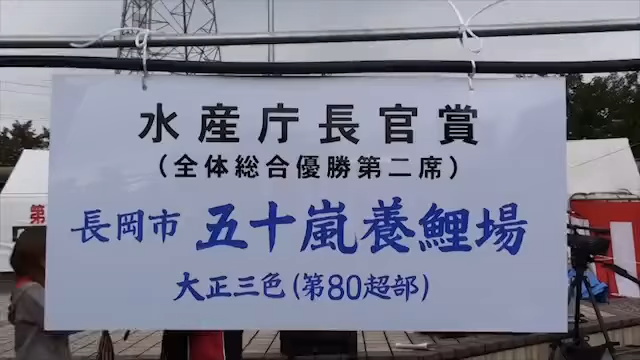 水産庁長官賞
(全体総合優勝第二席)
長岡市 五十嵐養鯉場
大正三色(第80超部)
第